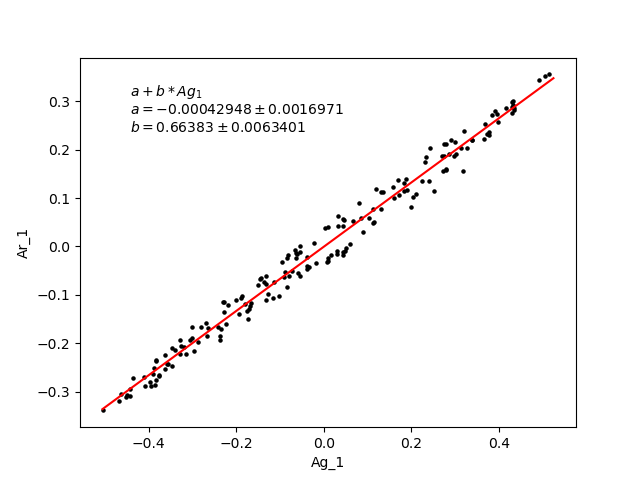 a + b * Ag₁
a = −0.00042948 ± 0.0016971
b = 0.66383 ± 0.0063401
0.3
0.2
0.1
0.0
−0.1
−0.2
−0.3
Ar_1
−0.4 −0.2 0.0 0.2 0.4
Ag_1